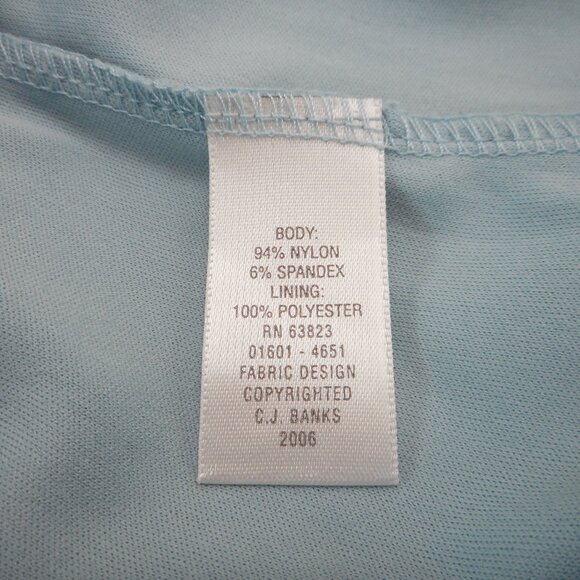 BODY:
94% NYLON
6% SPANDEX
LINING:
100% POLYESTER
RN 63823
01601 - 4651
FABRIC DESIGN
COPYRIGHTED
C.J. BANKS
2006